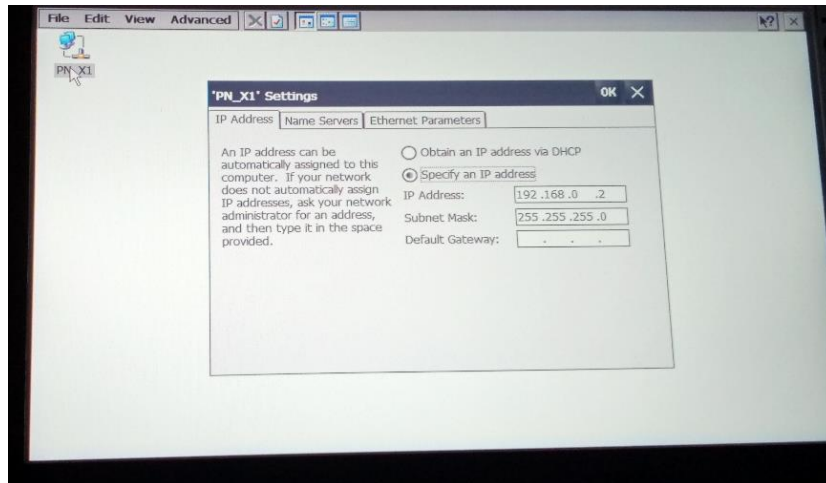 File Edit View Advanced
PN_X1
'PN_X1' Settings OK
IP Address Name Servers Ethernet Parameters
An IP address can be
automatically assigned to this
computer. If your network
does not automatically assign
IP addresses, ask your network
administrator for an address,
and then type it in the space
provided.
Obtain an IP address via DHCP
Specify an IP address
IP Address: 192 .168 .0 .2
Subnet Mask: 255 .255 .255 .0
Default Gateway: . . .